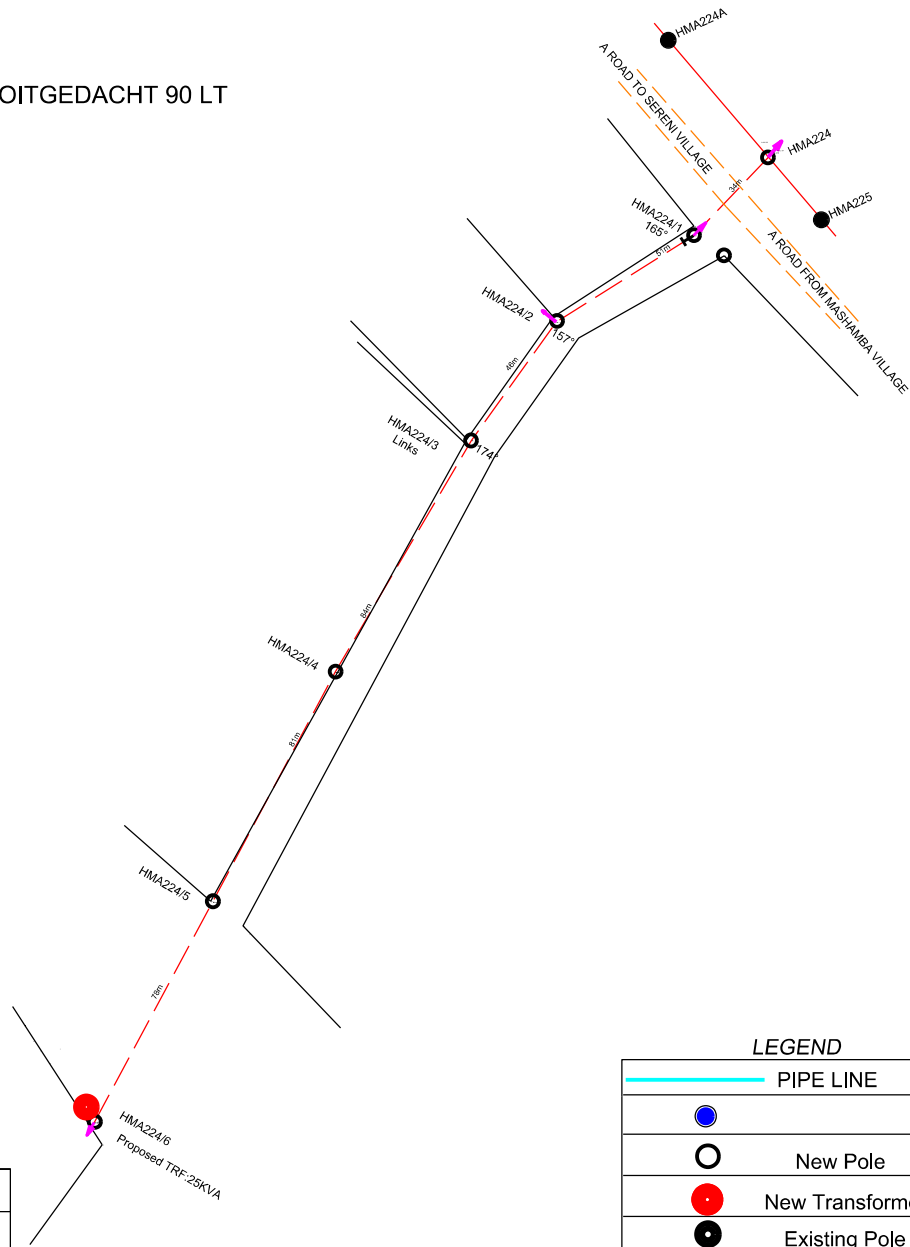 OITGEDACHT 90 LT
HMA224A
A ROAD TO SERENI VILLAGE
HMA224
34m
HMA225
HMA224/1
165°
51m
A ROAD FROM MASHAMBA VILLAGE
HMA224/2
157°
46m
HMA224/3
Links
174°
84m
HMA224/4
81m
HMA224/5
78m
HMA224/6
Proposed TRF:25KVA
LEGEND
PIPE LINE
New Pole
New Transforme
Existing Pole